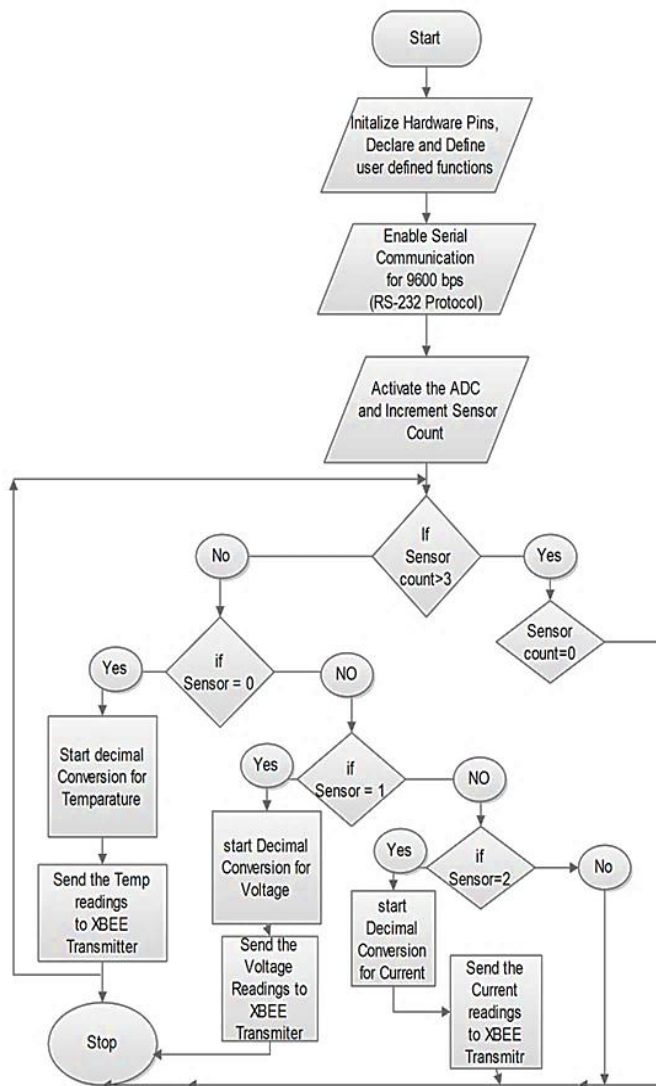 Start
Initalize Hardware Pins,
Declare and Define
user defined functions
Enable Serial
Communication
for 9600 bps
(RS-232 Protocol)
Activate the ADC
and Increment Sensor
Count
If
Sensor
count>3
No
Yes
Sensor
count=0
if
Sensor = 0
Yes
NO
Start decimal
Conversion for
Temparature
Send the Temp
readings
to XBEE
Transmitter
if
Sensor = 1
Yes
NO
start Decimal
Conversion for
Voltage
Send the
Voltage
Readings to
XBEE
Transmiter
if
Sensor=2
Yes
No
start
Decimal
Conversion
for Current
Send the
Current
readings
to XBEE
Transmitr
Stop